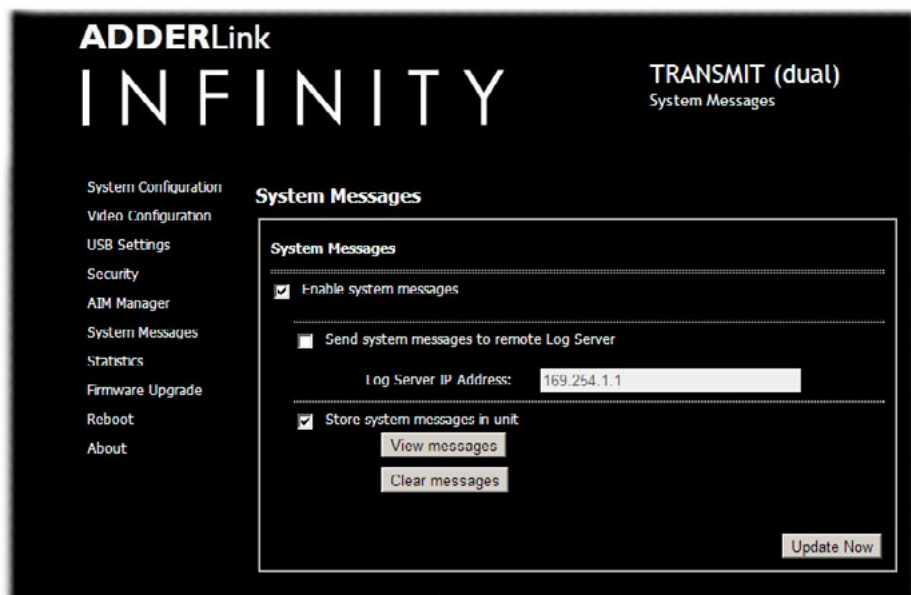 ADDERLink
INFINITY
TRANSMIT (dual)
System Messages
System Configuration
Video Configuration
USB Settings
Security
AIM Manager
System Messages
Statistics
Firmware Upgrade
Reboot
About
System Messages
System Messages
Enable system messages
Send system messages to remote Log Server
Log Server IP Address: 169.254.1.1
Store system messages in unit
View messages
Clear messages
Update Now